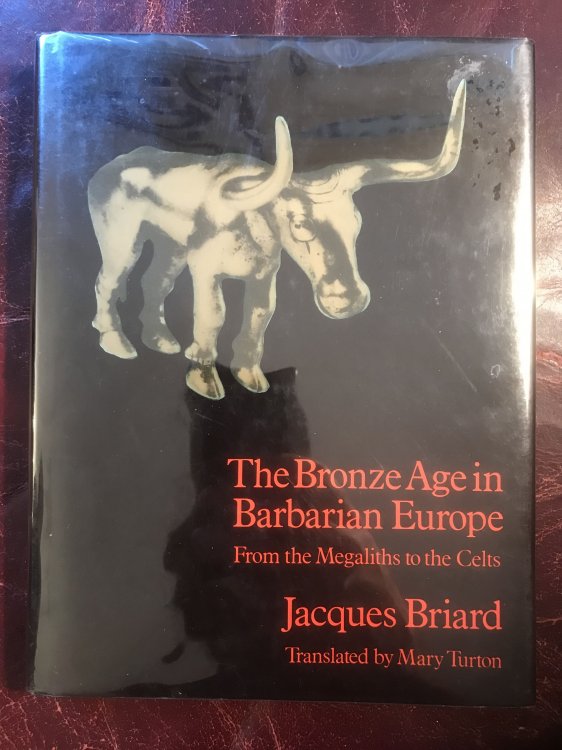 The Bronze Age in
Barbarian Europe
From the Megaliths to the Celts
Jacques Briard
Translated by Mary Turton